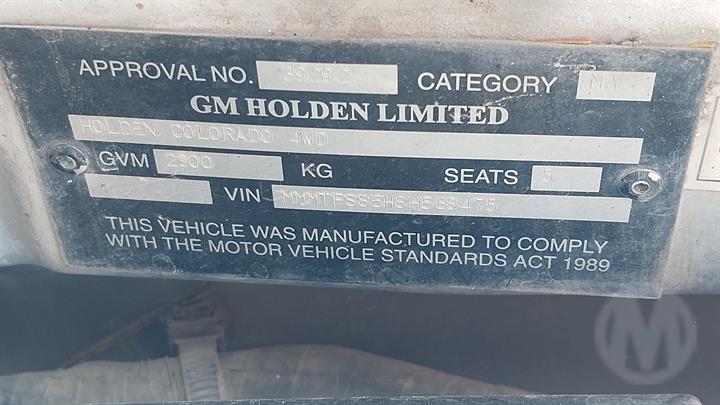 APPROVAL NO. CATEGORY NA
GM HOLDEN LIMITED
HOLDEN COLORADO 4WD
GVM 2900 KG SEATS 5
VIN
THIS VEHICLE WAS MANUFACTURED TO COMPLY
WITH THE MOTOR VEHICLE STANDARDS ACT 1989
M